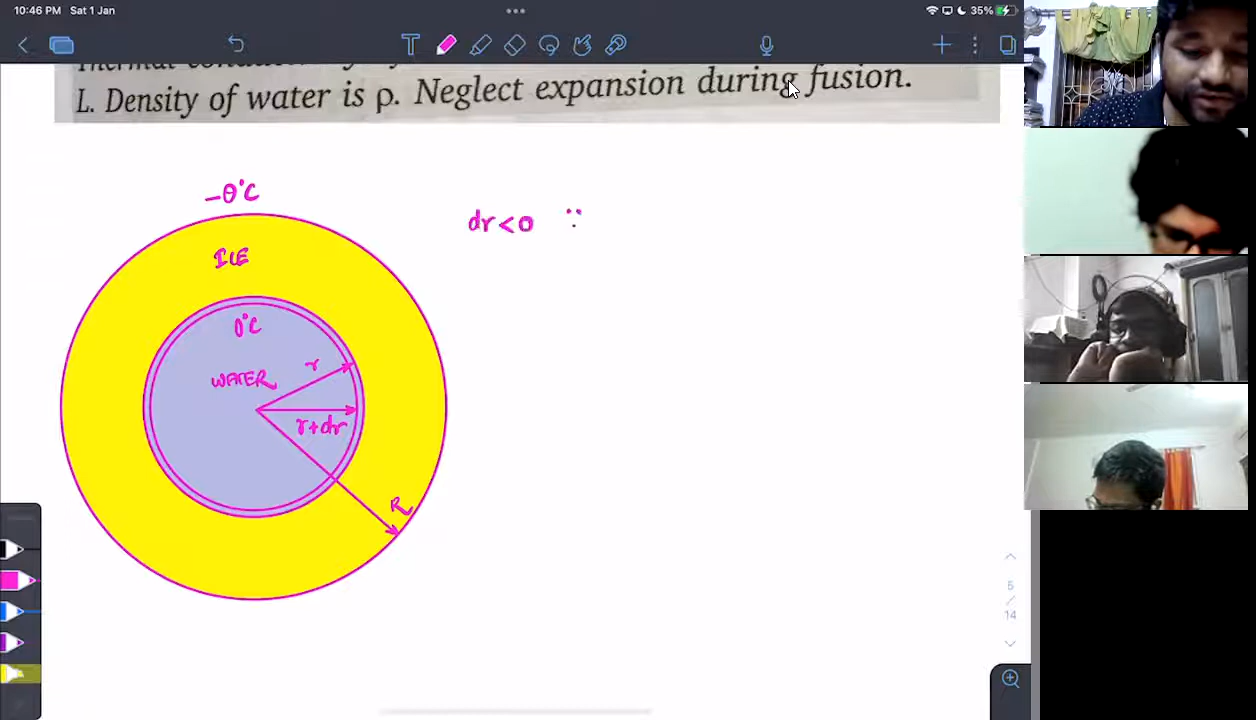 10:46 PM Sat 1 Jan
35%
T
L. Density of water is ρ. Neglect expansion during fusion.
-θ°C
dr<0 ∵
ICE
0°C
WATER
r
r+dr
R
5
/
14